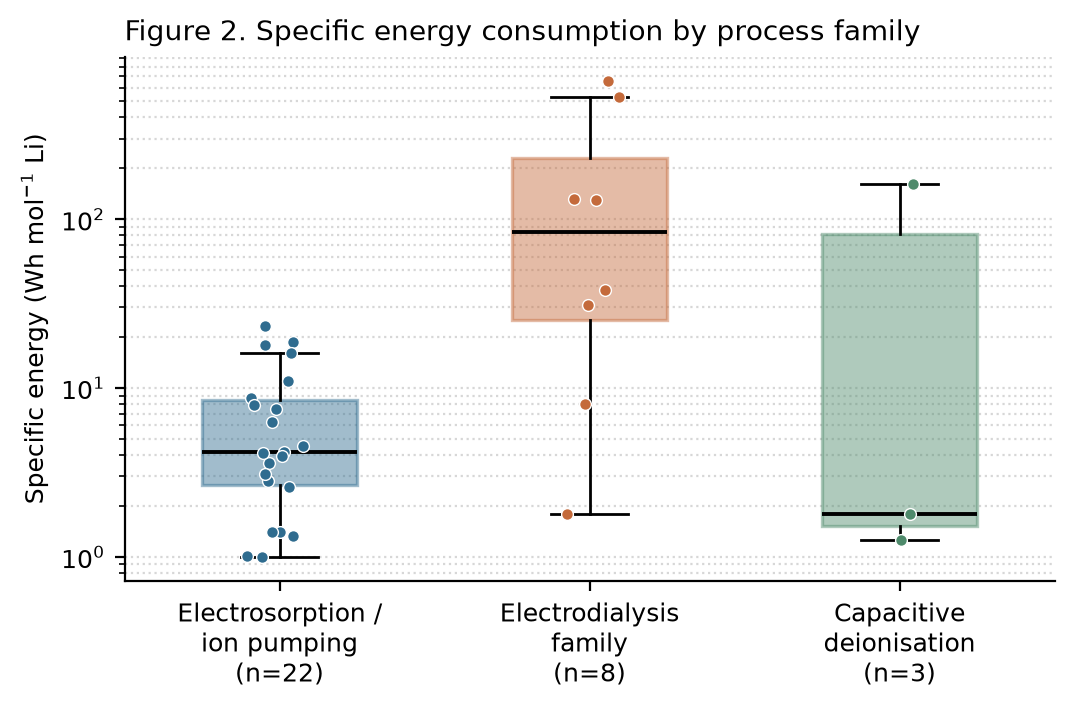 Figure 2. Specific energy consumption by process family
Specific energy (Wh mol⁻¹ Li)
10²
10¹
10⁰
Electrosorption /
ion pumping
(n=22)
Electrodialysis
family
(n=8)
Capacitive
deionisation
(n=3)